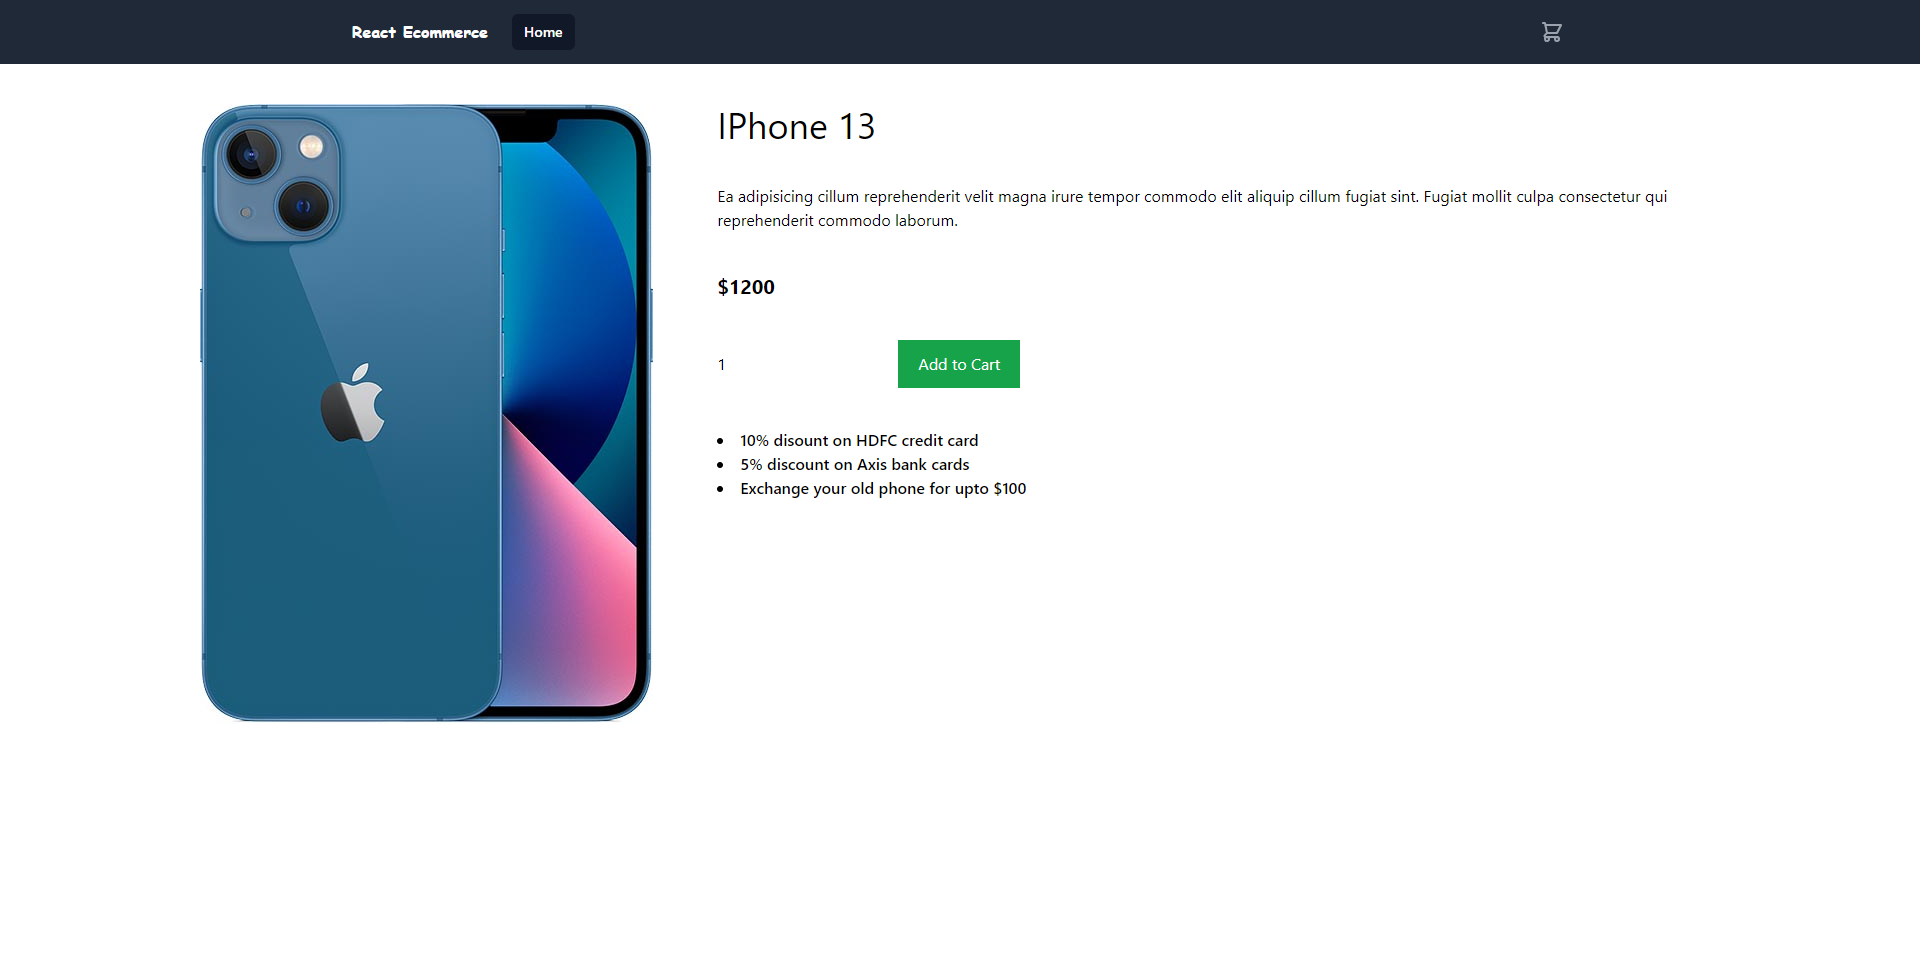 React Ecommerce
Home
IPhone 13
Ea adipisicing cillum reprehenderit velit magna irure tempor commodo elit aliquip cillum fugiat sint. Fugiat mollit culpa consectetur qui
reprehenderit commodo laborum.
$1200
1
Add to Cart
10% disount on HDFC credit card
5% discount on Axis bank cards
Exchange your old phone for upto $100